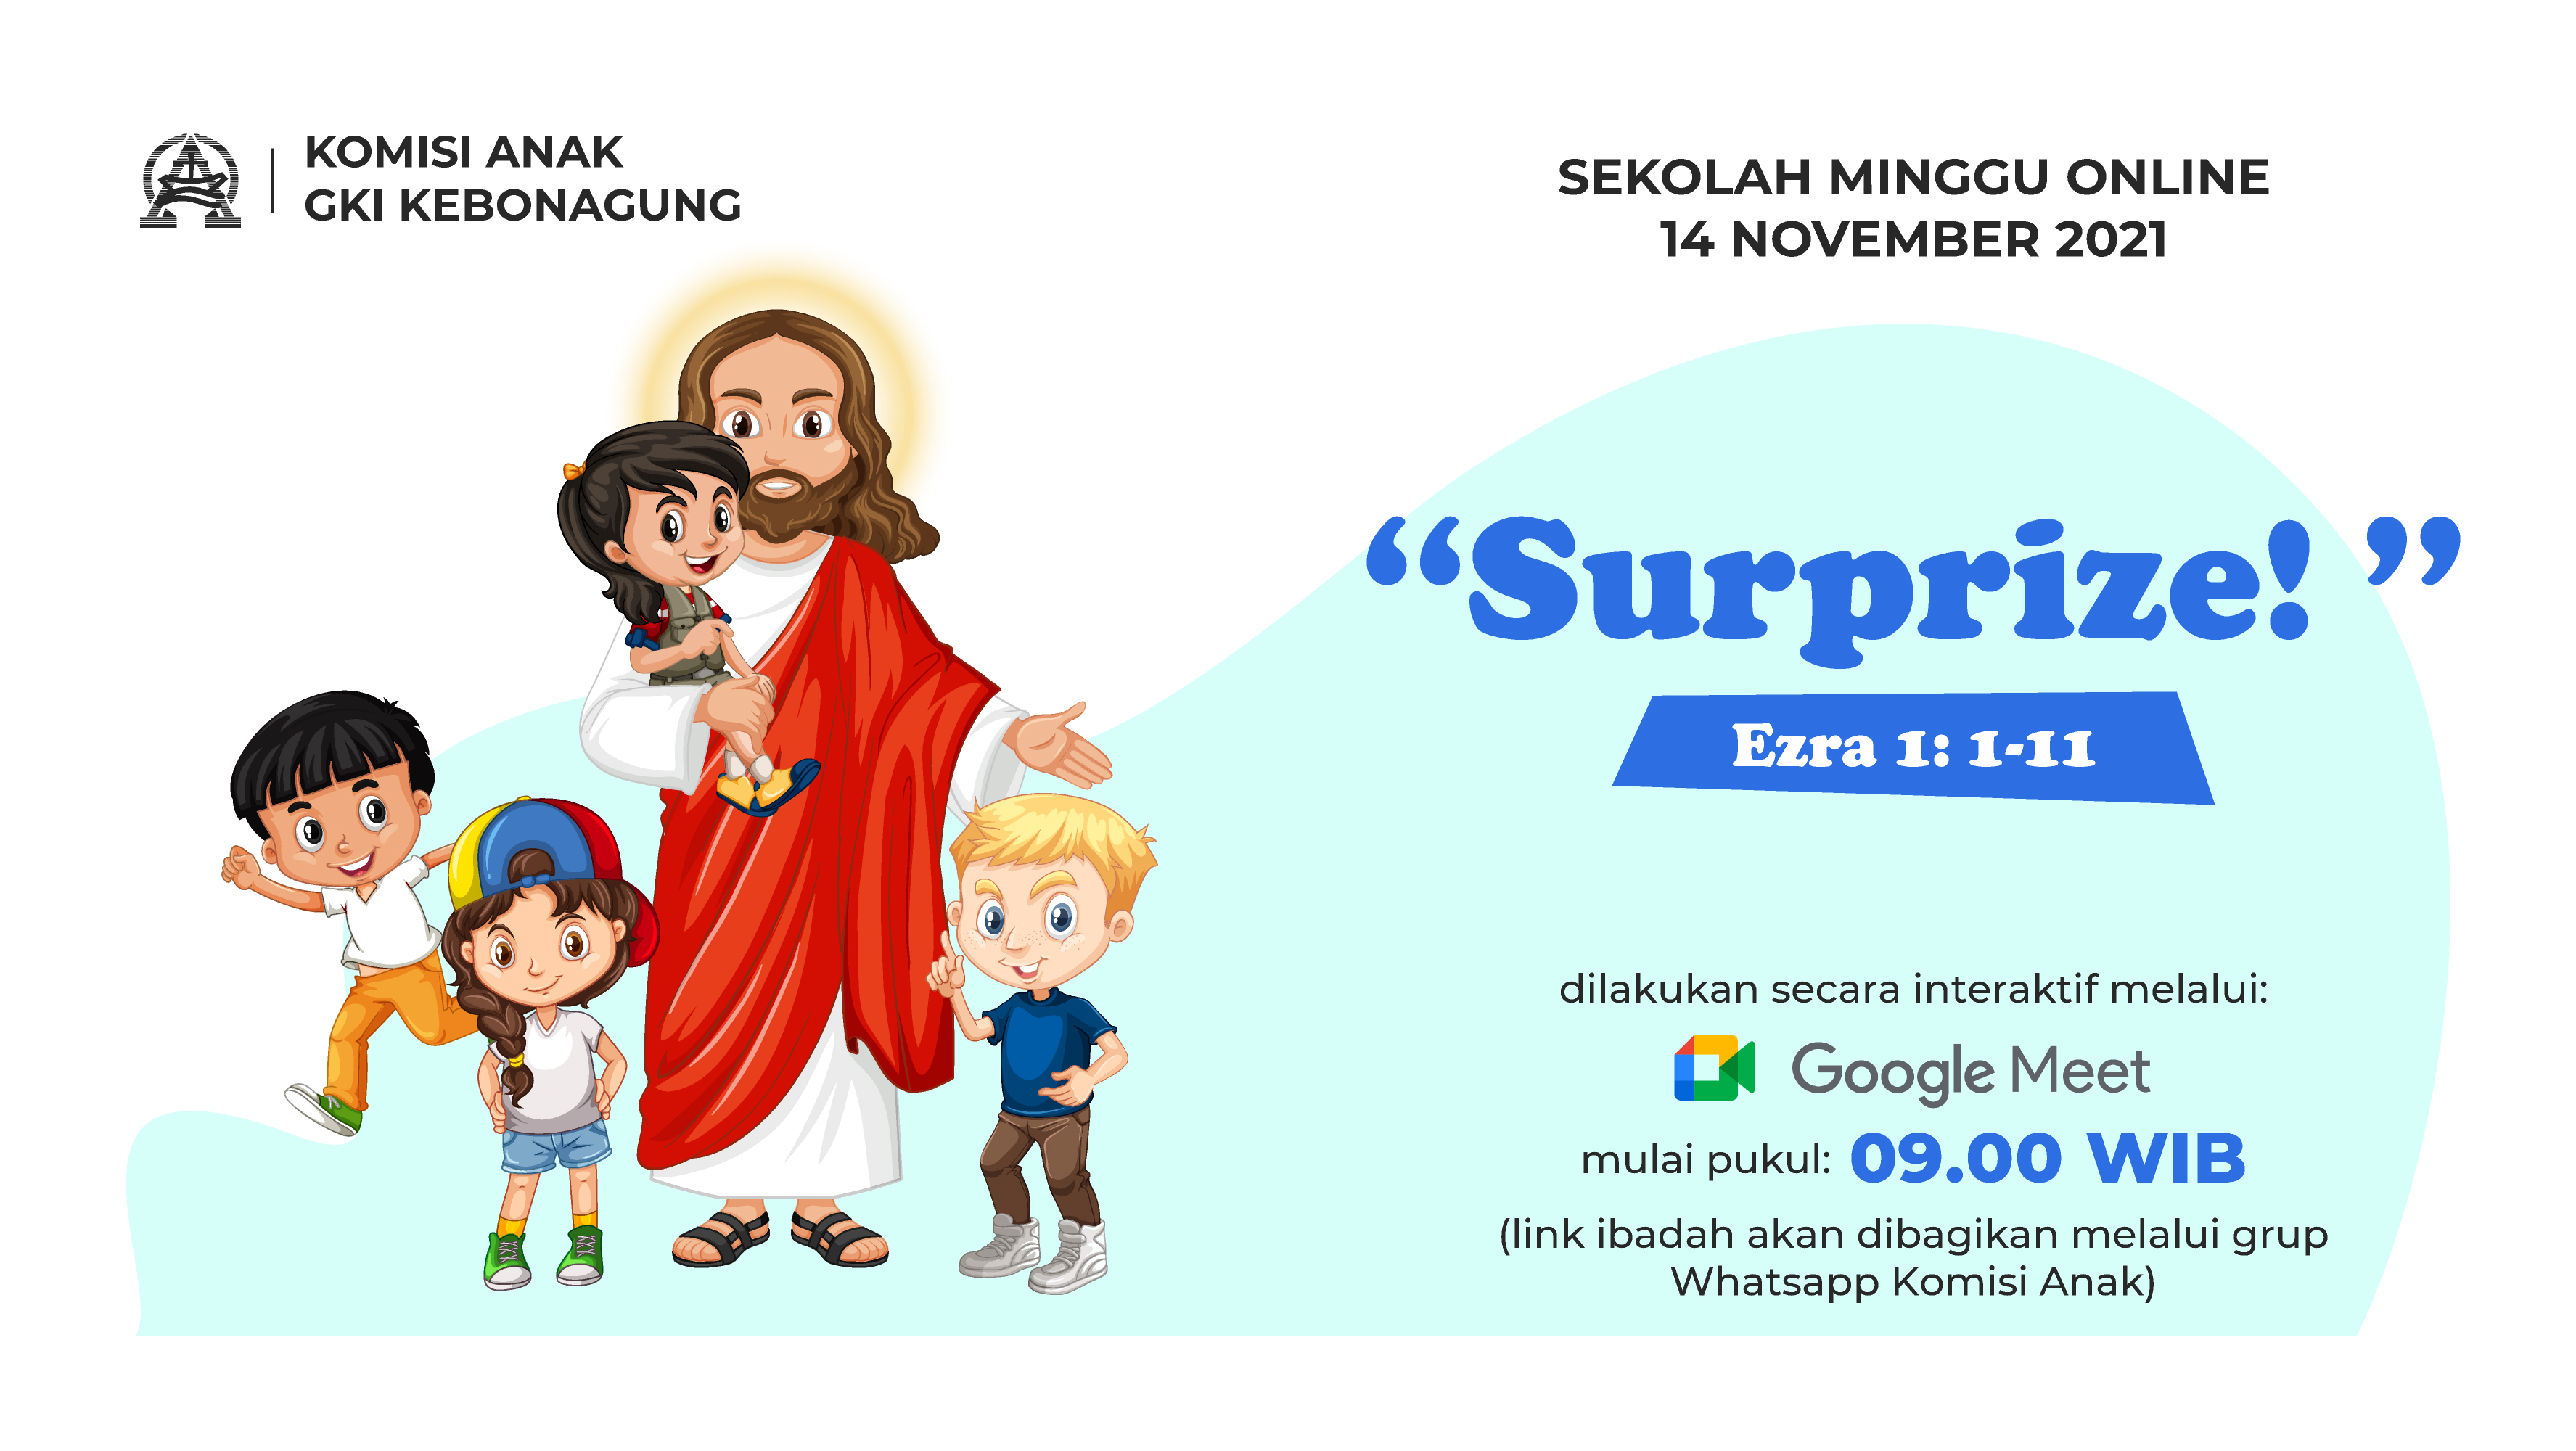 KOMISI ANAK
GKI KEBONAGUNG
SEKOLAH MINGGU ONLINE
14 NOVEMBER 2021
“Surprize! ”
Ezra 1: 1-11
dilakukan secara interaktif melalui:
Google Meet
mulai pukul: 09.00 WIB
(link ibadah akan dibagikan melalui grup
Whatsapp Komisi Anak)